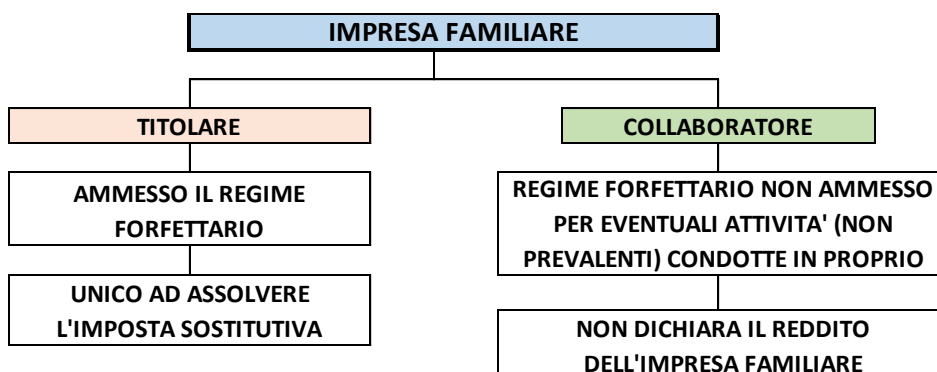 IMPRESA FAMILIARE
TITOLARE
AMMESSO IL REGIME
FORFETTARIO
UNICO AD ASSOLVERE
L'IMPOSTA SOSTITUTIVA
COLLABORATORE
REGIME FORFETTARIO NON AMMESSO
PER EVENTUALI ATTIVITA' (NON
PREVALENTI) CONDOTTE IN PROPRIO
NON DICHIARA IL REDDITO
DELL'IMPRESA FAMILIARE